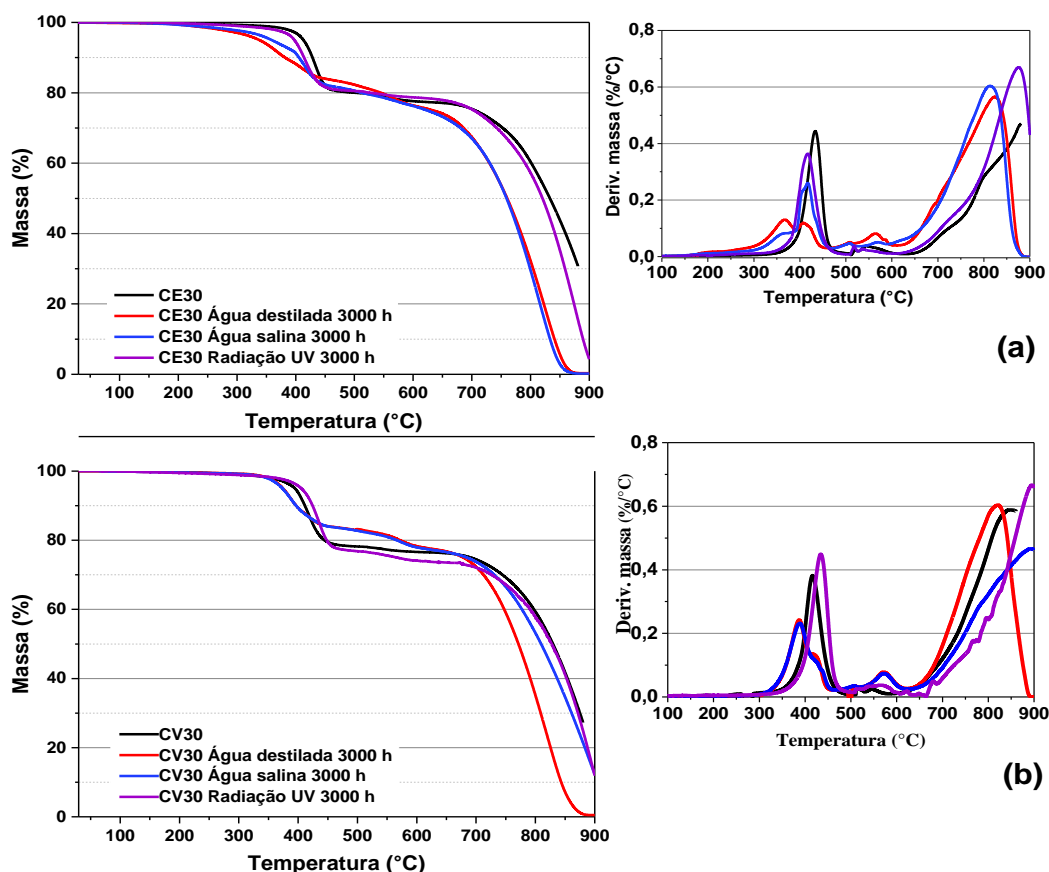 Massa (%)
100
80
60
40
20
0
CE30
CE30 Água destilada 3000 h
CE30 Água salina 3000 h
CE30 Radiação UV 3000 h
100 200 300 400 500 600 700 800 900
Temperatura (°C)
Deriv. massa (%/°C)
0,8
0,6
0,4
0,2
0,0
100 200 300 400 500 600 700 800 900
Temperatura (°C)
(a)
Massa (%)
100
80
60
40
20
0
CV30
CV30 Água destilada 3000 h
CV30 Água salina 3000 h
CV30 Radiação UV 3000 h
100 200 300 400 500 600 700 800 900
Temperatura (°C)
Deriv. massa (%/°C)
0,8
0,6
0,4
0,2
0,0
100 200 300 400 500 600 700 800 900
Temperatura (°C)
(b)